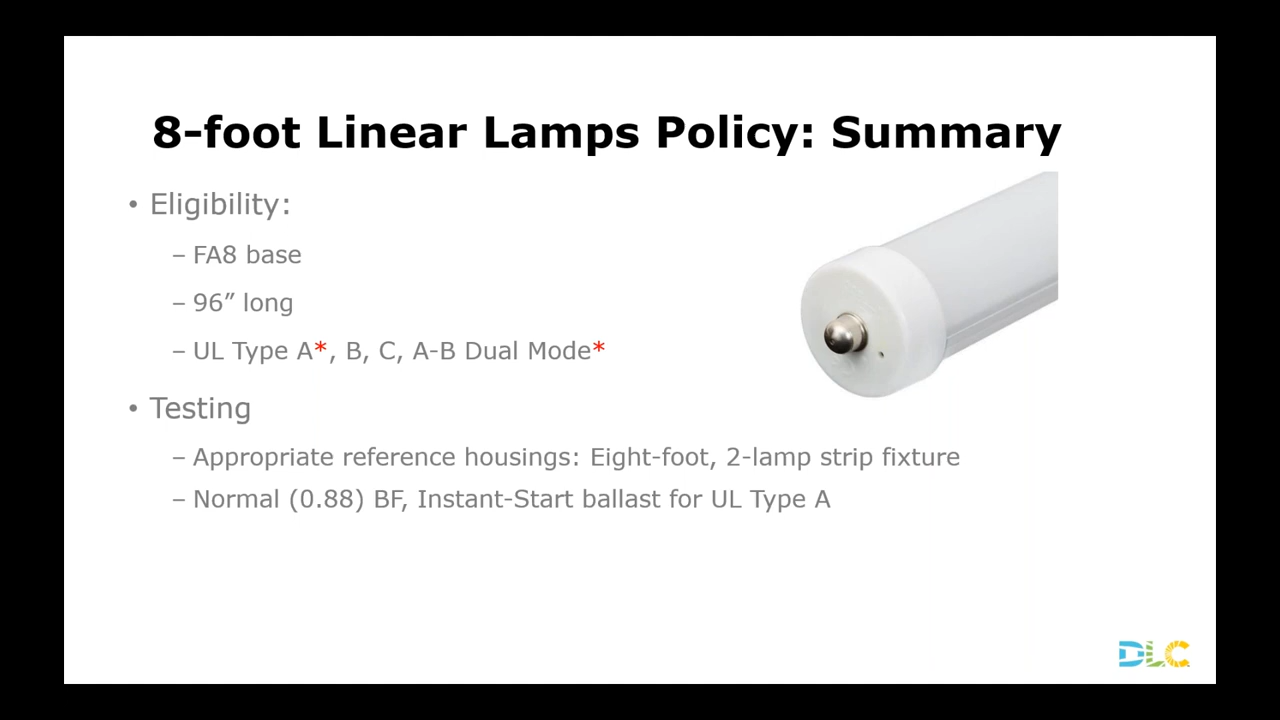 8-foot Linear Lamps Policy: Summary
• Eligibility:
– FA8 base
– 96” long
– UL Type A*, B, C, A-B Dual Mode*
• Testing
– Appropriate reference housings: Eight-foot, 2-lamp strip fixture
– Normal (0.88) BF, Instant-Start ballast for UL Type A
DLC